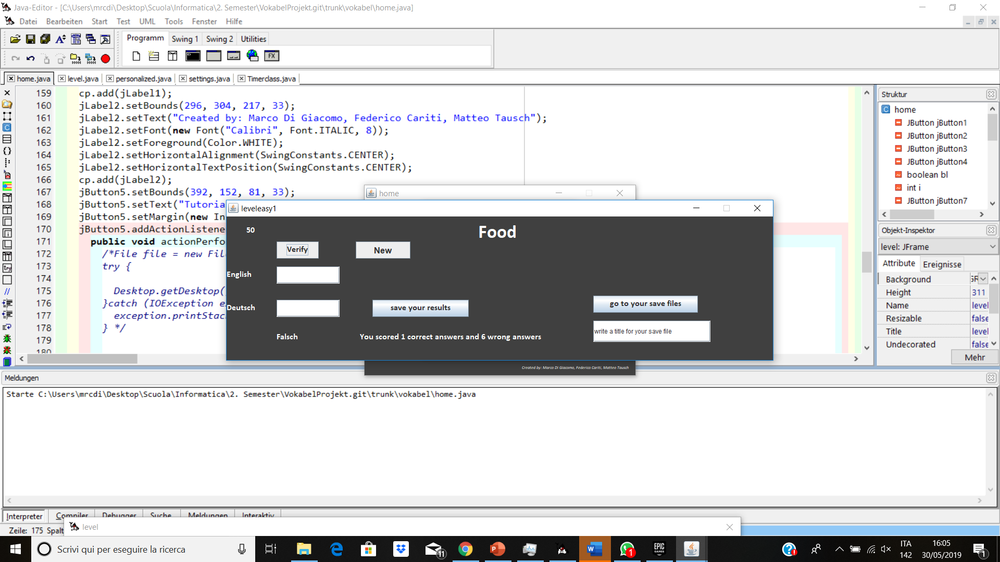 Java-Editor - [C:\Users\mrcdi\Desktop\Scuola\Informatica\2. Semester\VokabelProjekt.git\trunk\vokabel\home.java]
Datei Bearbeiten Start Test UML Tools Fenster Hilfe
Programm Swing 1 Swing 2 Utilities
FX
home.java level.java personalized.java settings.java Timerclass.java
159 cp.add(jLabel1);
160 jLabel2.setBounds(296, 304, 217, 33);
161 jLabel2.setText("Created by: Marco Di Giacomo, Federico Cariti, Matteo Tausch");
162 jLabel2.setFont(new Font("Calibri", Font.ITALIC, 8));
163 jLabel2.setForeground(Color.WHITE);
164 jLabel2.setHorizontalAlignment(SwingConstants.CENTER);
165 jLabel2.setHorizontalTextPosition(SwingConstants.CENTER);
166 cp.add(jLabel2);
167 jButton5.setBounds(392, 152, 81, 33);
168 jButton5.setText("Tutoria
169 jButton5.setMargin(new In
170 jButton5.addActionListene
171 public void actionPerfo
172 /*File file = new Fil
173 try {
174
175 Desktop.getDesktop(
176 }catch (IOException e
177 exception.printStac
178 } */
179
180
home
leveleasy1
50
Food
Verify
New
English
Deutsch
save your results
go to your save files
write a title for your save file
Falsch
You scored 1 correct answers and 6 wrong answers
Created by: Marco Di Giacomo, Federico Cariti, Matteo Tausch
Struktur
home
JButton jButton1
JButton jButton2
JButton jButton3
JButton jButton4
boolean bl
int i
JButton jButton7
Objekt-Inspektor
level: JFrame
Attribute Ereignisse
Background
Height 311
Name level
Resizable false
Title level
Undecorated false
Mehr
Meldungen
Starte C:\Users\mrcdi\Desktop\Scuola\Informatica\2. Semester\VokabelProjekt.git\trunk\vokabel\home.java
Interpreter Compiler Debugger Suche Meldungen Interaktiv
Zeile: 175 Spalt
level
Scrivi qui per eseguire la ricerca
11
1
EPIC GAMES
ITA
142
16:05
30/05/2019
1